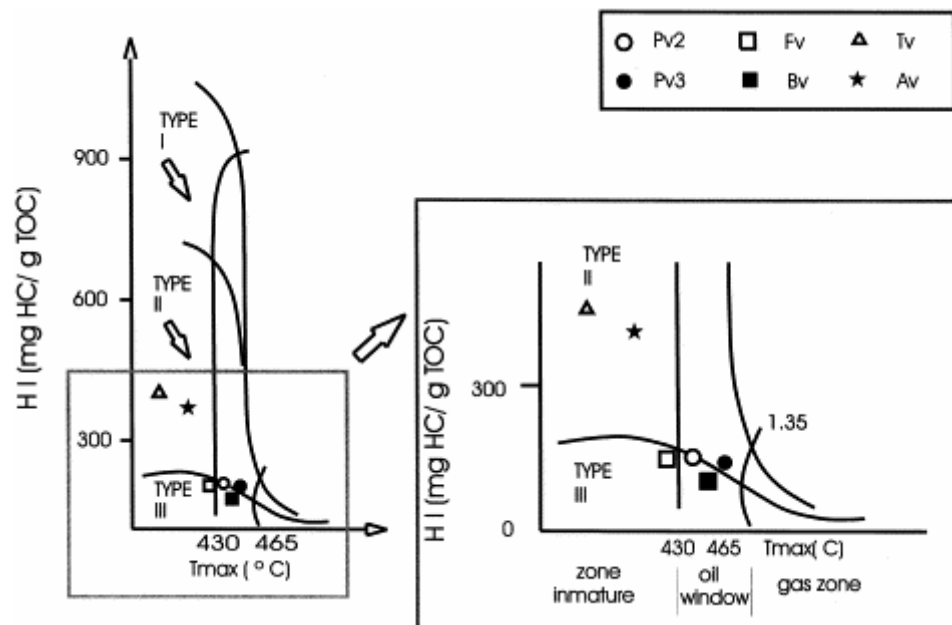 Pv2 Fv Tv
Pv3 Bv Av
H I (mg HC/ g TOC)
900
600
300
TYPE
I
TYPE
II
TYPE
III
430 465
Tmax ( ° C)
H I (mg HC/ g TOC)
300
0
TYPE
II
TYPE
III
1.35
430 465 Tmax( C)
zone
inmature
oil
window
gas zone